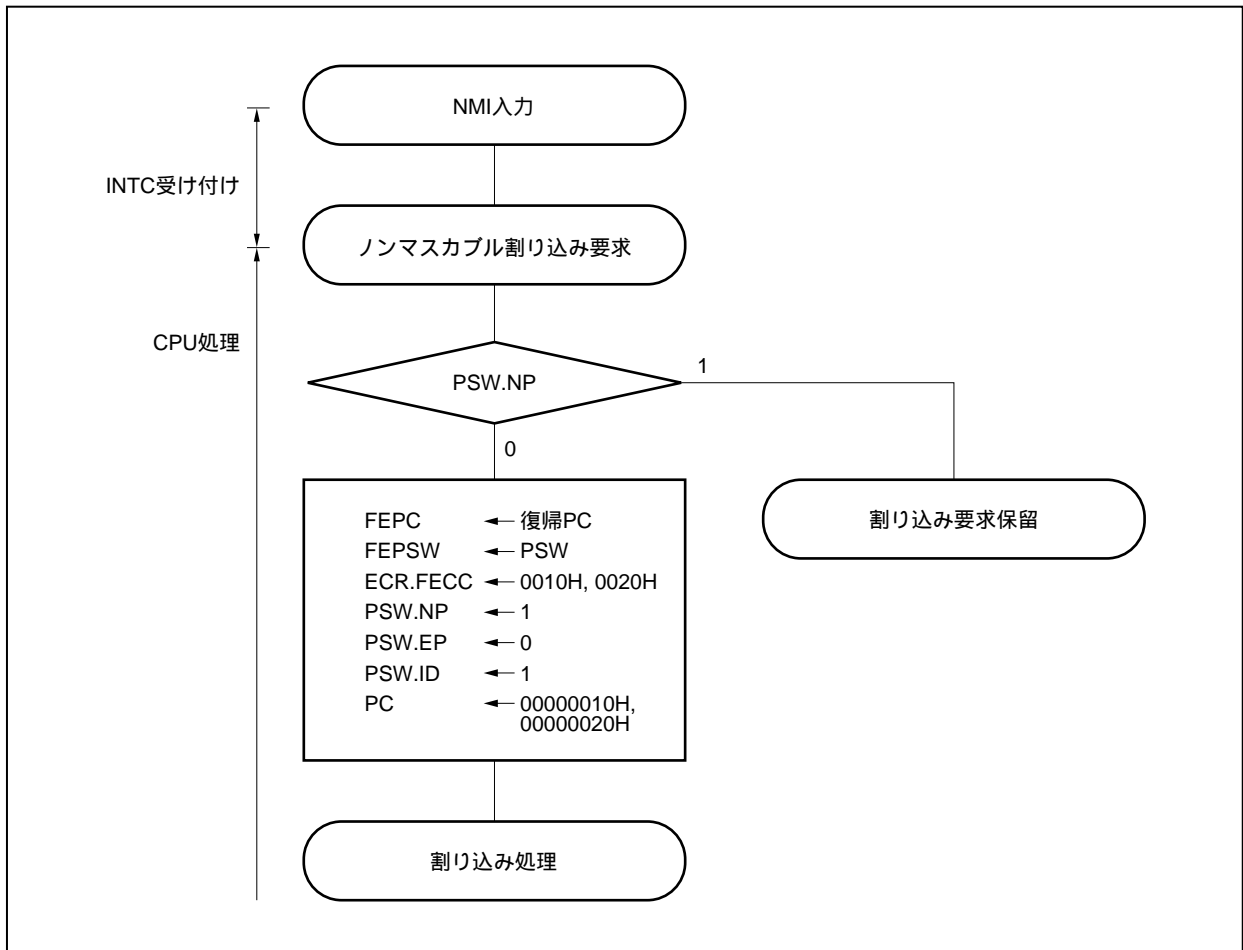 NMI入力
INTC受け付け
ノンマスカブル割り込み要求
CPU処理
PSW.NP
1
0
FEPC ← 復帰PC
FEPSW ← PSW
ECR.FECC ← 0010H, 0020H
PSW.NP ← 1
PSW.EP ← 0
PSW.ID ← 1
PC ← 00000010H,
00000020H
割り込み要求保留
割り込み処理